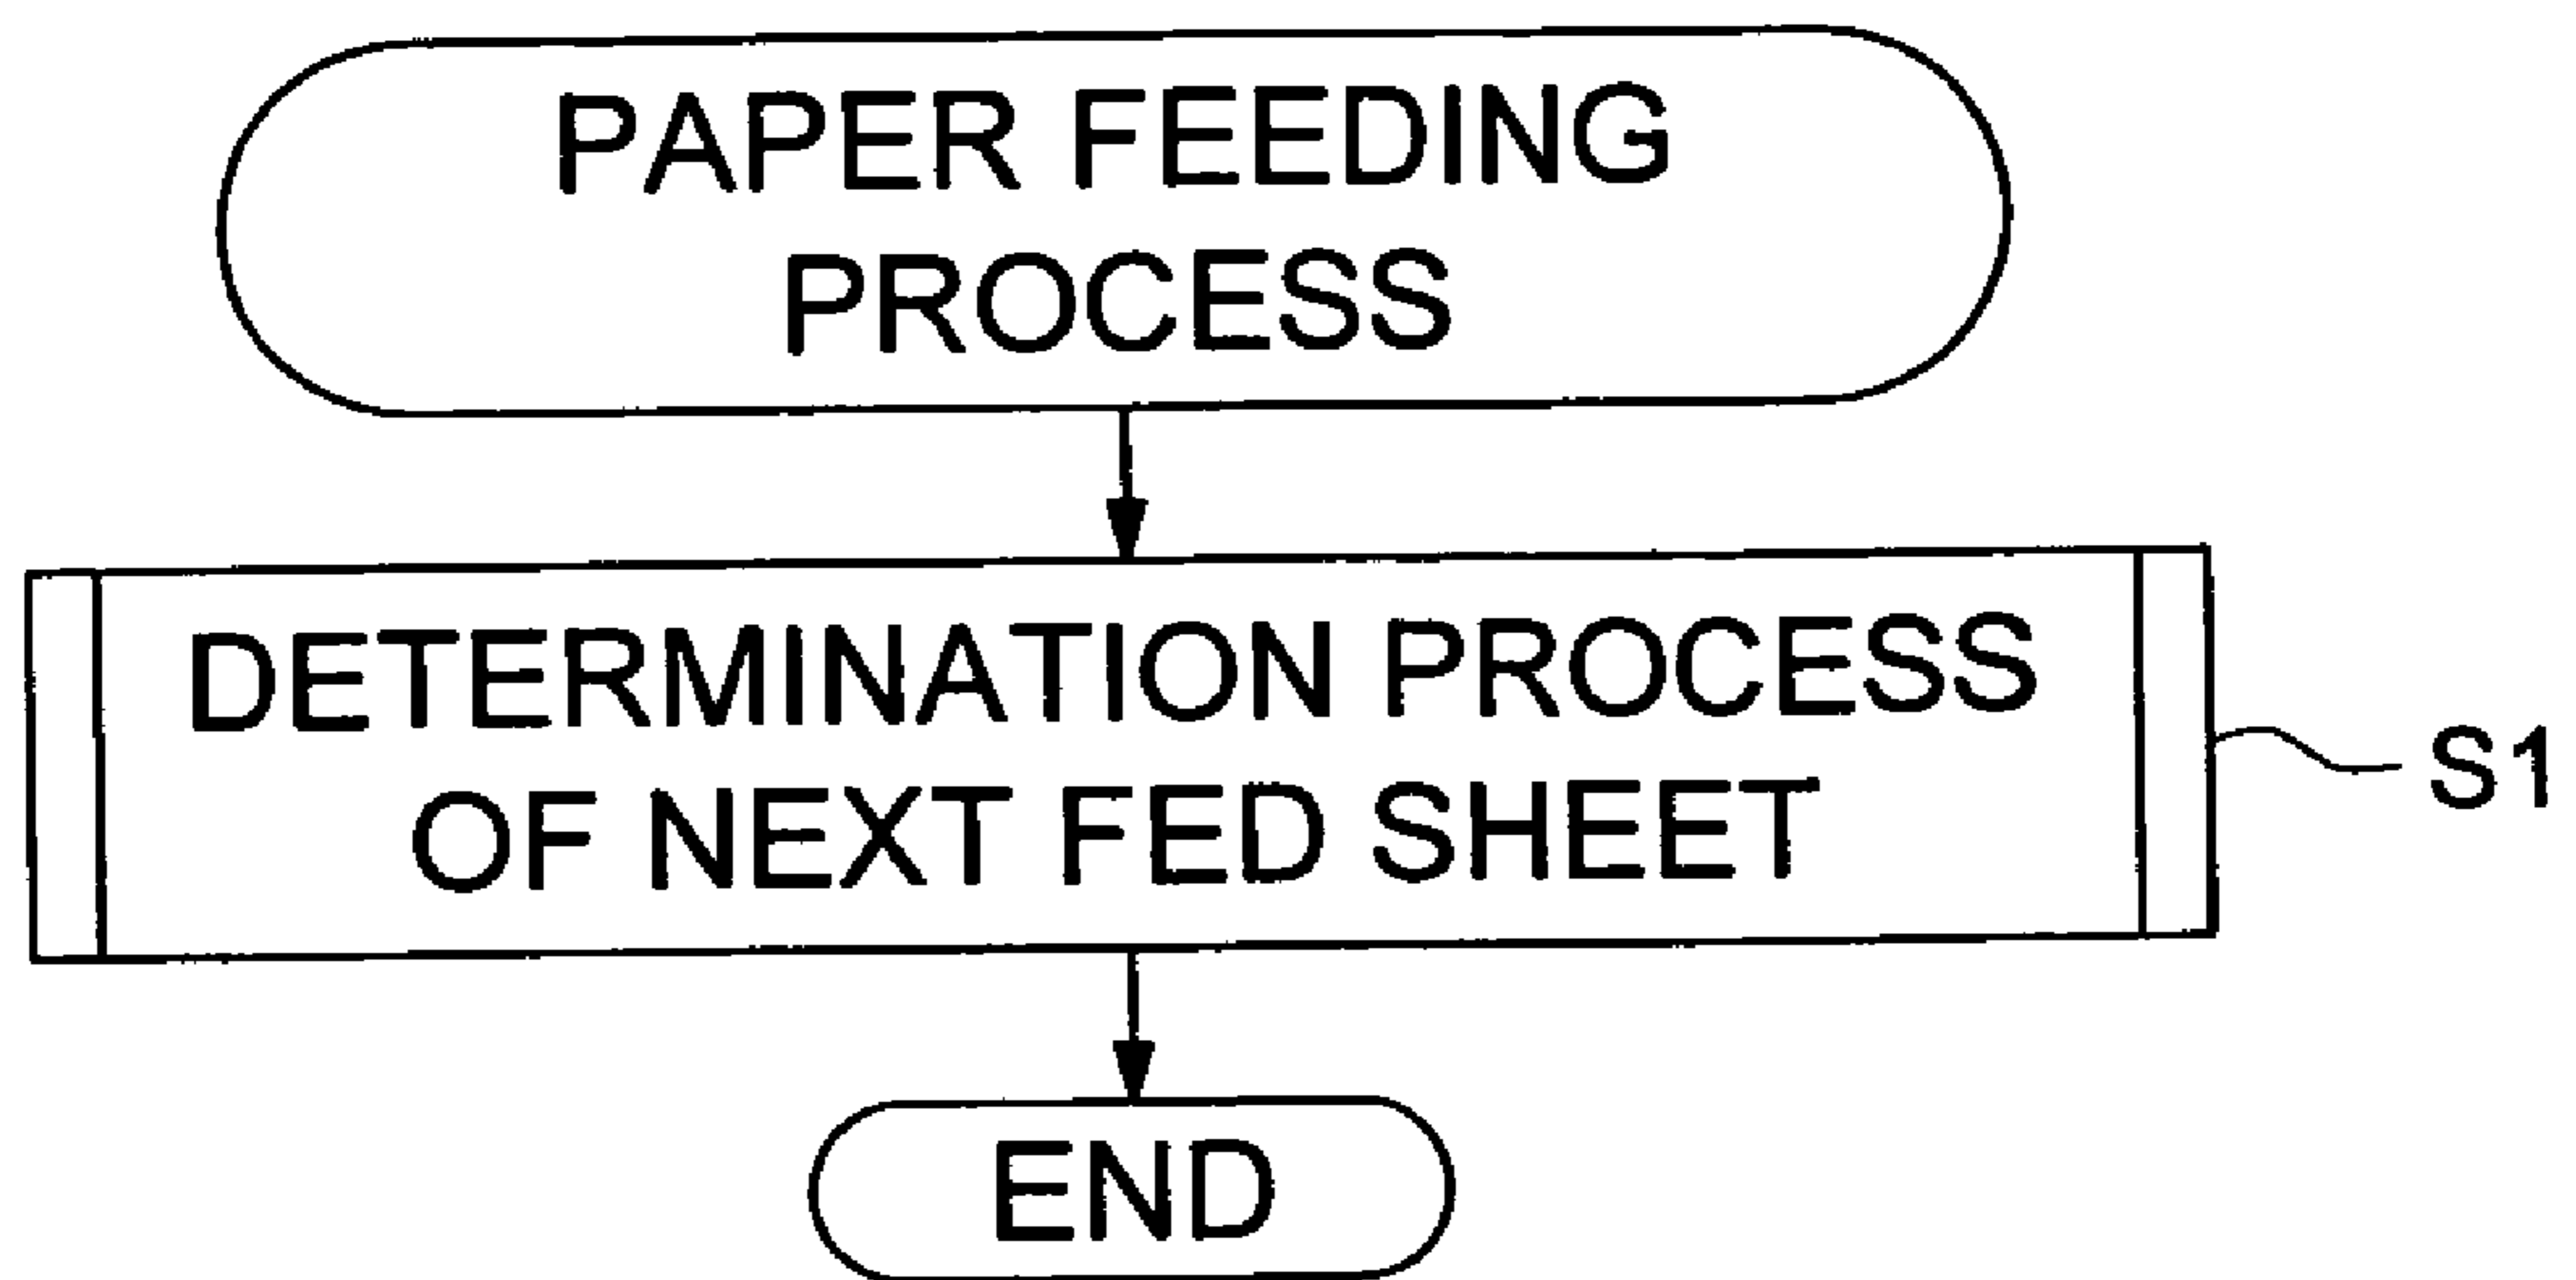 PAPER FEEDING
PROCESS
DETERMINATION PROCESS
OF NEXT FED SHEET
S1
END